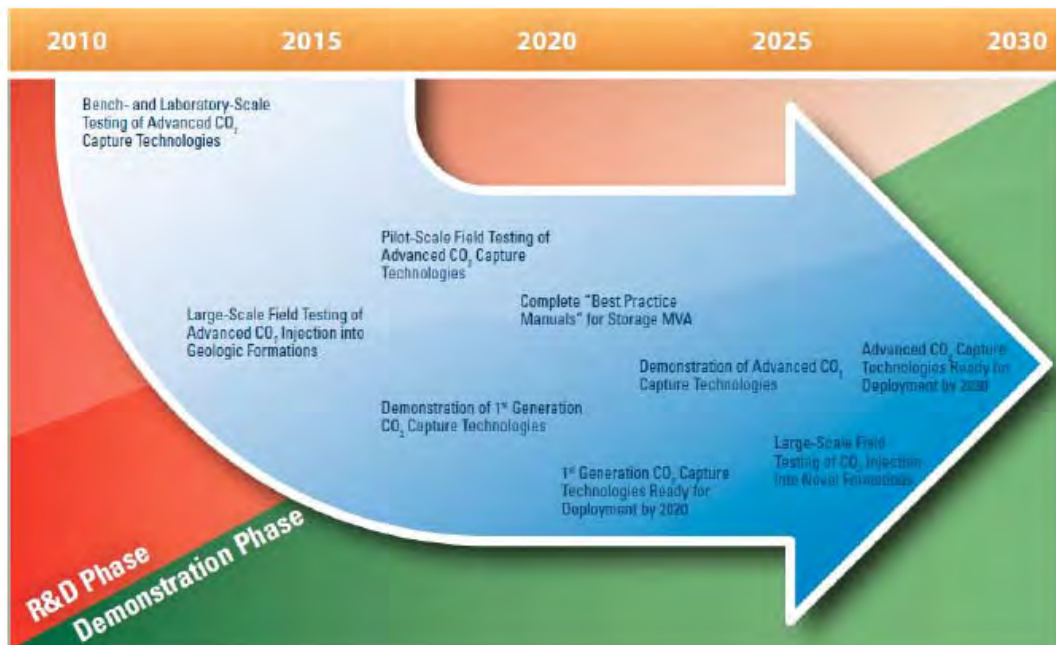 2010 2015 2020 2025 2030
Bench- and Laboratory-Scale
Testing of Advanced CO₂
Capture Technologies
Pilot-Scale Field Testing of
Advanced CO₂ Capture
Technologies
Large-Scale Field Testing of
Advanced CO₂ Injection into
Geologic Formations
Complete "Best Practice
Manuals" for Storage MVA
Demonstration of Advanced CO₂
Capture Technologies
Advanced CO₂ Capture
Technologies Ready for
Deployment by 2030
Demonstration of 1st Generation
CO₂ Capture Technologies
1st Generation CO₂ Capture
Technologies Ready for
Deployment by 2020
Large-Scale Field
Testing of CO₂ Injection
Into Novel Formations
R&D Phase
Demonstration Phase